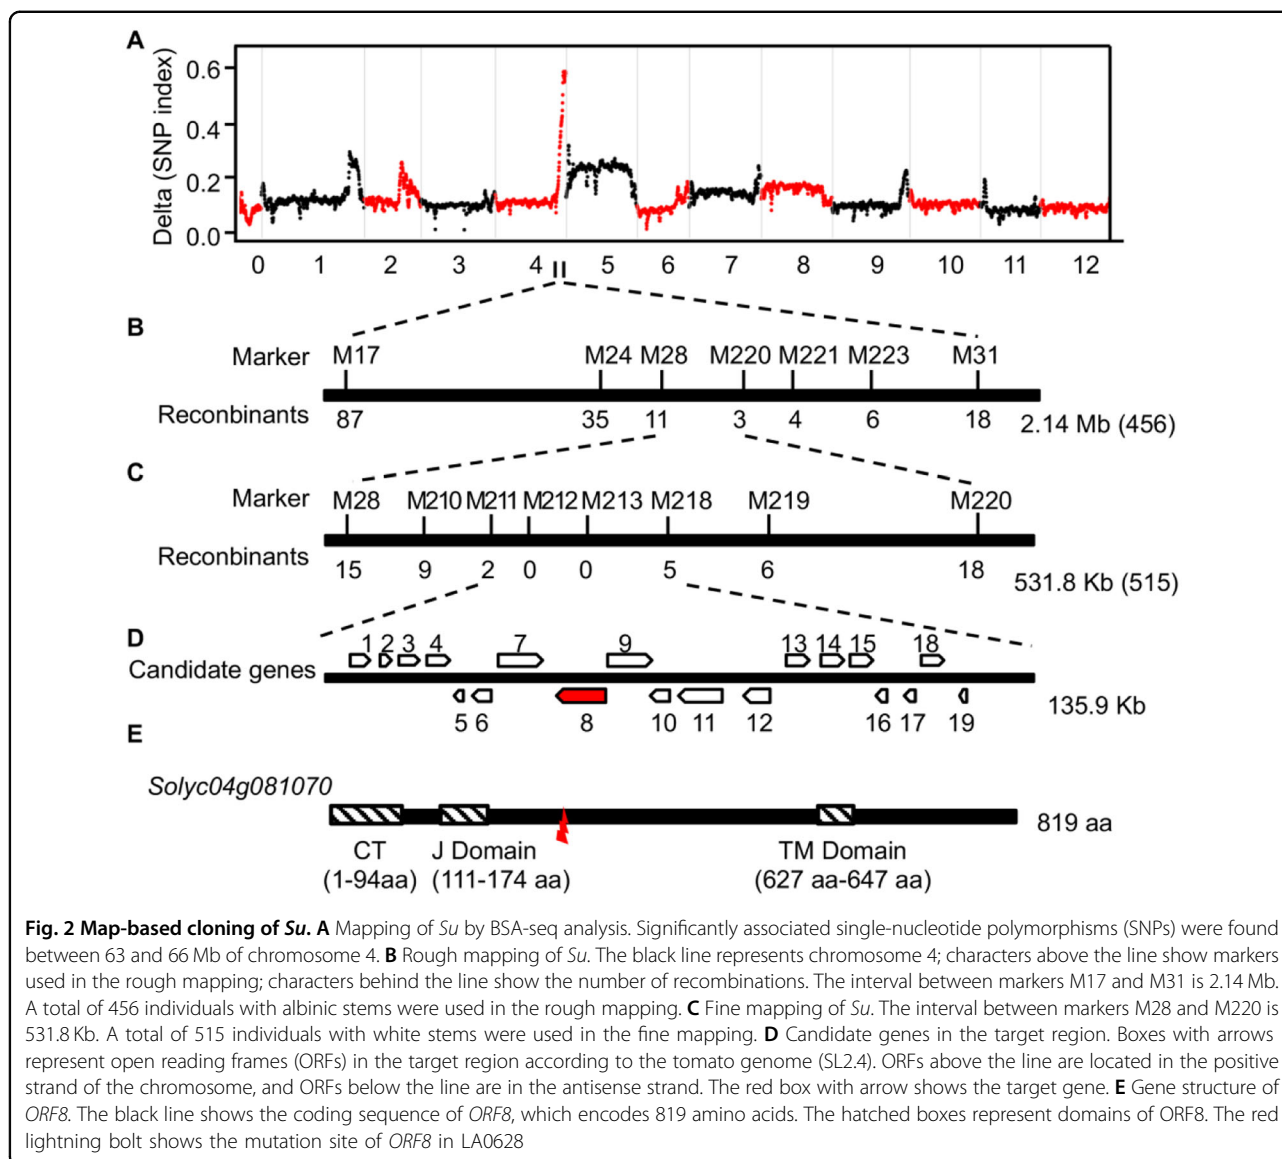 A
Delta (SNP index)
0.6
0.4
0.2
0.0
0 1 2 3 4 5 6 7 8 9 10 11 12
B
Marker M17 M24 M28 M220 M221 M223 M31
Recombinants 87 35 11 3 4 6 18 2.14 Mb (456)
C
Marker M28 M210 M211 M212 M213 M218 M219 M220
Recombinants 15 9 2 0 0 5 6 18 531.8 Kb (515)
D
1 2 3 4 7 9 13 14 15 18
Candidate genes
135.9 Kb
5 6 8 10 11 12 16 17 19
E
Solyc04g081070
819 aa
CT J Domain TM Domain
(1-94aa) (111-174 aa) (627 aa-647 aa)
Fig. 2 Map-based cloning of Su. A Mapping of Su by BSA-seq analysis. Significantly associated single-nucleotide polymorphisms (SNPs) were found
between 63 and 66 Mb of chromosome 4. B Rough mapping of Su. The black line represents chromosome 4; characters above the line show markers
used in the rough mapping; characters behind the line show the number of recombinations. The interval between markers M17 and M31 is 2.14 Mb.
A total of 456 individuals with albinic stems were used in the rough mapping. C Fine mapping of Su. The interval between markers M28 and M220 is
531.8 Kb. A total of 515 individuals with white stems were used in the fine mapping. D Candidate genes in the target region. Boxes with arrows
represent open reading frames (ORFs) in the target region according to the tomato genome (SL2.4). ORFs above the line are located in the positive
strand of the chromosome, and ORFs below the line are in the antisense strand. The red box with arrow shows the target gene. E Gene structure of
ORF8. The black line shows the coding sequence of ORF8, which encodes 819 amino acids. The hatched boxes represent domains of ORF8. The red
lightning bolt shows the mutation site of ORF8 in LA0628